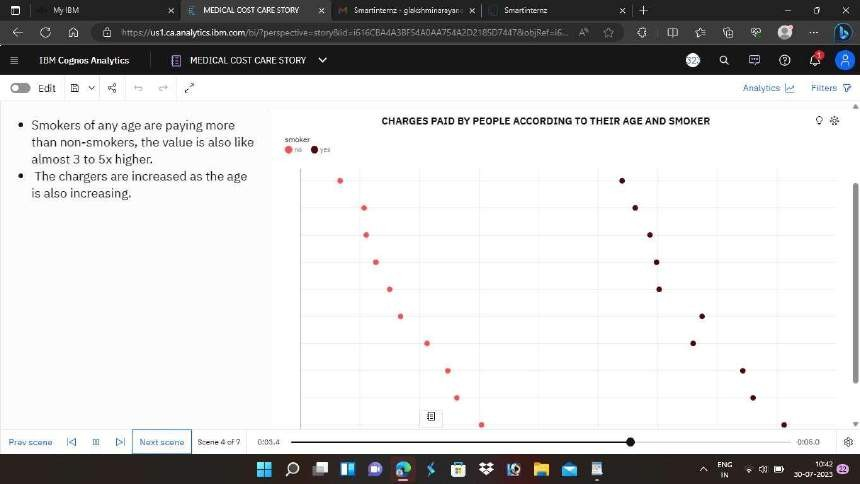 My IBM
MEDICAL COST CARE STORY
Smartinternz - glakshminarayan
Smartinternz
https://us1.ca.analytics.ibm.com/bi/?perspective=story&id=i616CBA4A3BF54A0AA754A2D2185D7447&objRef=i6...
IBM Cognos Analytics
MEDICAL COST CARE STORY
Edit
Analytics
Filters
• Smokers of any age are paying more
than non-smokers, the value is also like
almost 3 to 5x higher.
• The chargers are increased as the age
is also increasing.
CHARGES PAID BY PEOPLE ACCORDING TO THEIR AGE AND SMOKER
smoker
no yes
Prev scene
Next scene
Scene 4 of 7
0:03.4
0:05.0
ENG
IN
10:42
30-07-2023
22